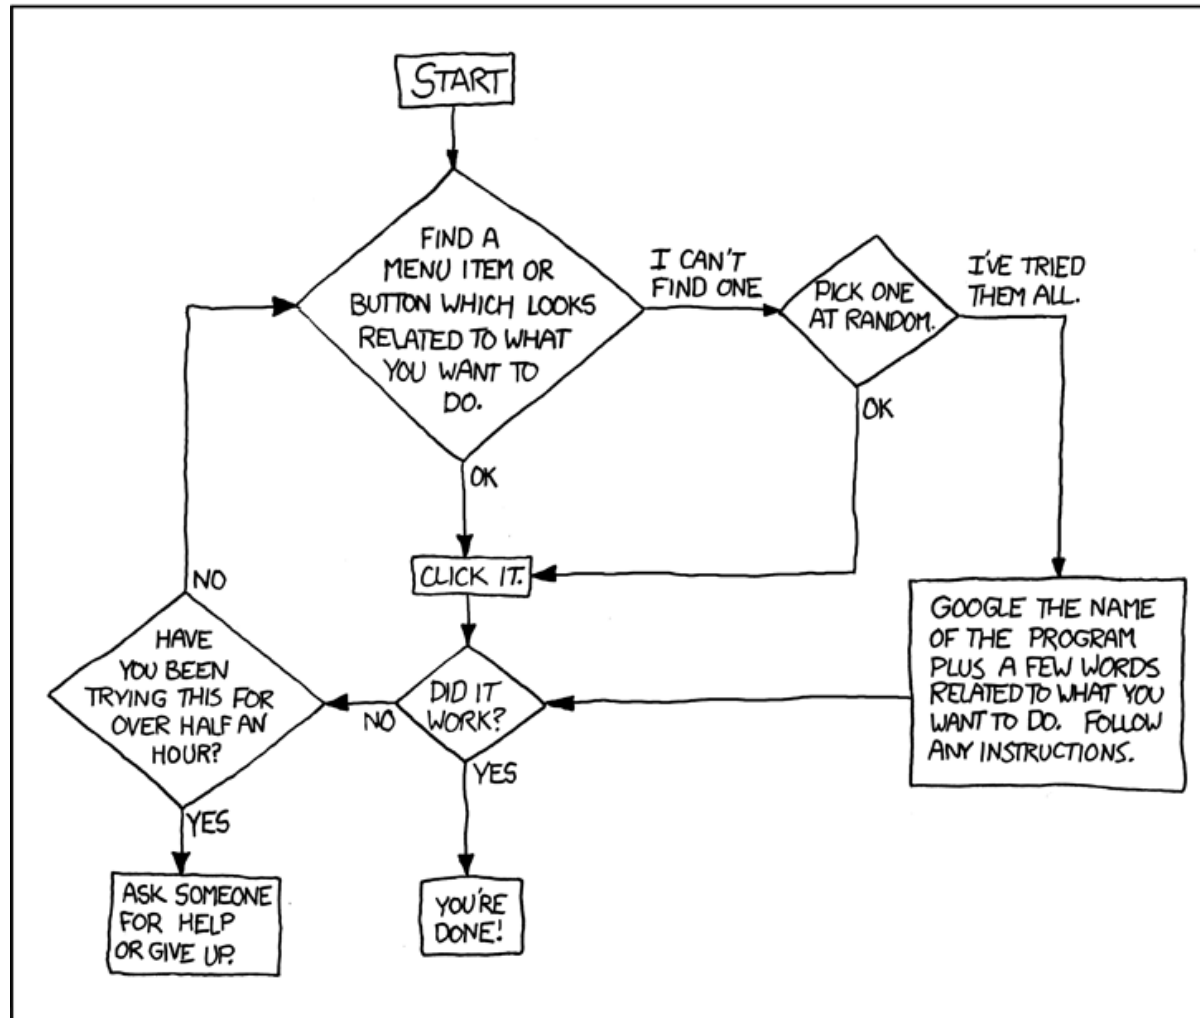 START
FIND A
MENU ITEM OR
BUTTON WHICH LOOKS
RELATED TO WHAT
YOU WANT TO
DO.
I CAN'T
FIND ONE
PICK ONE
AT RANDOM.
I'VE TRIED
THEM ALL.
OK
OK
CLICK IT.
NO
HAVE
YOU BEEN
TRYING THIS FOR
OVER HALF AN
HOUR?
NO
DID IT
WORK?
GOOGLE THE NAME
OF THE PROGRAM
PLUS A FEW WORDS
RELATED TO WHAT YOU
WANT TO DO. FOLLOW
ANY INSTRUCTIONS.
YES
YES
ASK SOMEONE
FOR HELP
OR GIVE UP.
YOU'RE
DONE!